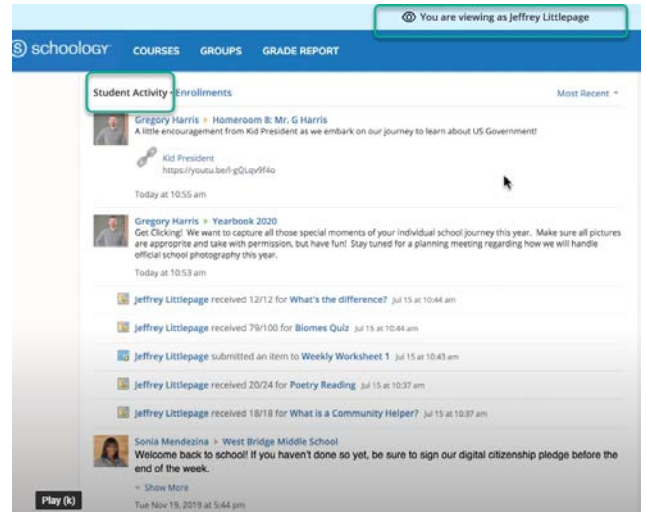 You are viewing as Jeffrey Littlepage
S schoology COURSES GROUPS GRADE REPORT
Student Activity · Enrollments Most Recent
Gregory Harris Homeroom 8: Mr. G Harris
A little encouragement from Kid President as we embark on our journey to learn about US Government!
Kid President
Today at 10:55 am
Gregory Harris Yearbook 2020
Get Clicking! We want to capture all those special moments of your individual school journey this year. Make sure all pictures
are approprite and take with permission, but have fun! Stay tuned for a planning meeting regarding how we will handle
official school photography this year.
Today at 10:53 am
Jeffrey Littlepage received 12/12 for What's the difference? Jul 15 at 10:44 am
Jeffrey Littlepage received 79/100 for Biomes Quiz Jul 15 at 10:44 am
Jeffrey Littlepage submitted an item to Weekly Worksheet 1 Jul 15 at 10:43 am
Jeffrey Littlepage received 20/24 for Poetry Reading Jul 15 at 10:37 am
Jeffrey Littlepage received 18/18 for What is a Community Helper? Jul 15 at 10:37 am
Sonia Mendezina West Bridge Middle School
Welcome back to school! If you haven't done so yet, be sure to sign our digital citizenship pledge before the
end of the week.
Show More
Play (k)
Tue Nov 19, 2019 at 5:44 pm